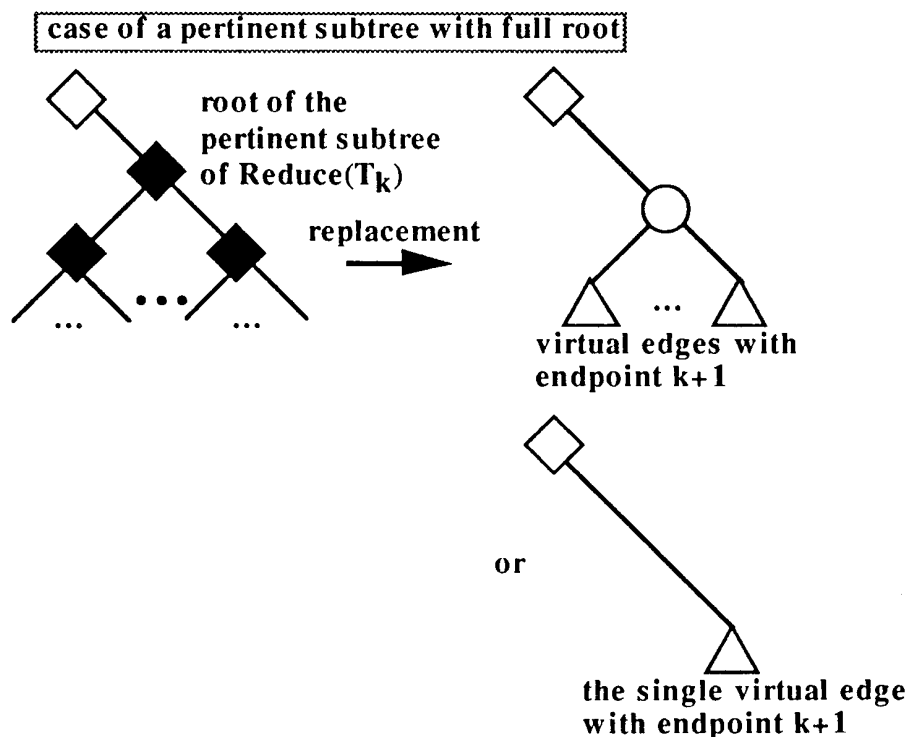 case of a pertinent subtree with full root
root of the
pertinent subtree
of Reduce(Tk)
replacement
...
...
...
...
virtual edges with
endpoint k+1
or
the single virtual edge
with endpoint k+1